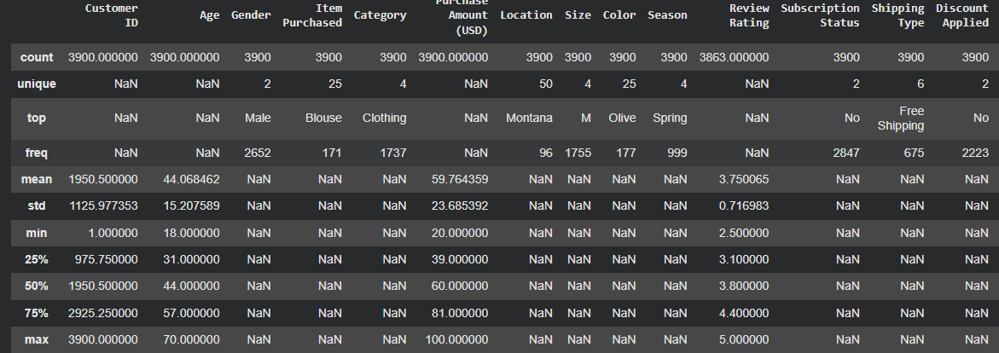 Customer ID Age Gender Item Purchased Category Purchase Amount (USD) Location Size Color Season Review Rating Subscription Status Shipping Type Discount Applied
count 3900.000000 3900.000000 3900 3900 3900 3900.000000 3900 3900 3900 3900 3863.000000 3900 3900 3900
unique NaN NaN 2 25 4 NaN 50 4 25 4 NaN 2 6 2
top NaN NaN Male Blouse Clothing NaN Montana M Olive Spring NaN No Free Shipping No
freq NaN NaN 2652 171 1737 NaN 96 1755 177 999 NaN 2847 675 2223
mean 1950.500000 44.068462 NaN NaN NaN 59.764359 NaN NaN NaN NaN 3.750065 NaN NaN NaN
std 1125.977353 15.207589 NaN NaN NaN 23.685392 NaN NaN NaN NaN 0.716983 NaN NaN NaN
min 1.000000 18.000000 NaN NaN NaN 20.000000 NaN NaN NaN NaN 2.500000 NaN NaN NaN
25% 975.750000 31.000000 NaN NaN NaN 39.000000 NaN NaN NaN NaN 3.100000 NaN NaN NaN
50% 1950.500000 44.000000 NaN NaN NaN 60.000000 NaN NaN NaN NaN 3.800000 NaN NaN NaN
75% 2925.250000 57.000000 NaN NaN NaN 81.000000 NaN NaN NaN NaN 4.400000 NaN NaN NaN
max 3900.000000 70.000000 NaN NaN NaN 100.000000 NaN NaN NaN NaN 5.000000 NaN NaN NaN